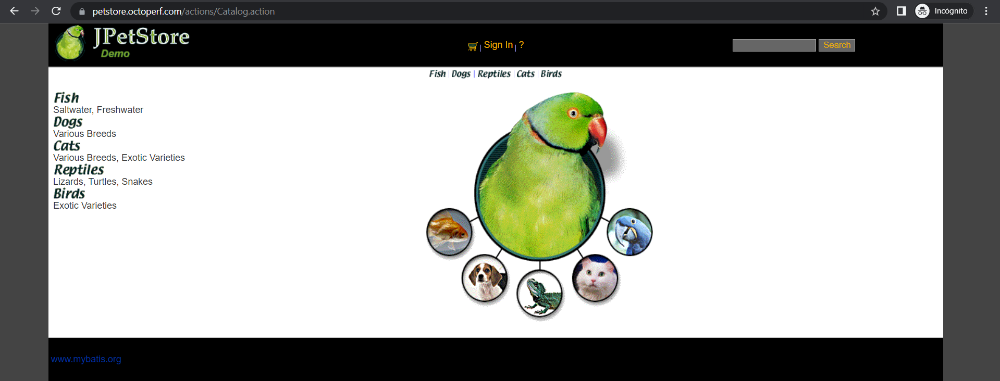 petstore.octoperf.com/actions/Catalog.action
Incógnito
JPetStore
Demo
Sign In
?
Search
Fish | Dogs | Reptiles | Cats | Birds
Fish
Saltwater, Freshwater
Dogs
Various Breeds
Cats
Various Breeds, Exotic Varieties
Reptiles
Lizards, Turtles, Snakes
Birds
Exotic Varieties
www.mybatis.org